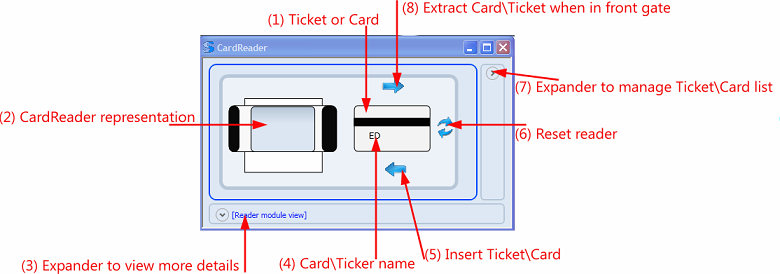 (8) Extract Card\Ticket when in front gate
(1) Ticket or Card
CardReader
(7) Expander to manage Ticket\Card list
(2) CardReader representation
(6) Reset reader
ED
[Reader module view]
(5) Insert Ticket\Card
(3) Expander to view more details
(4) Card\Ticker name